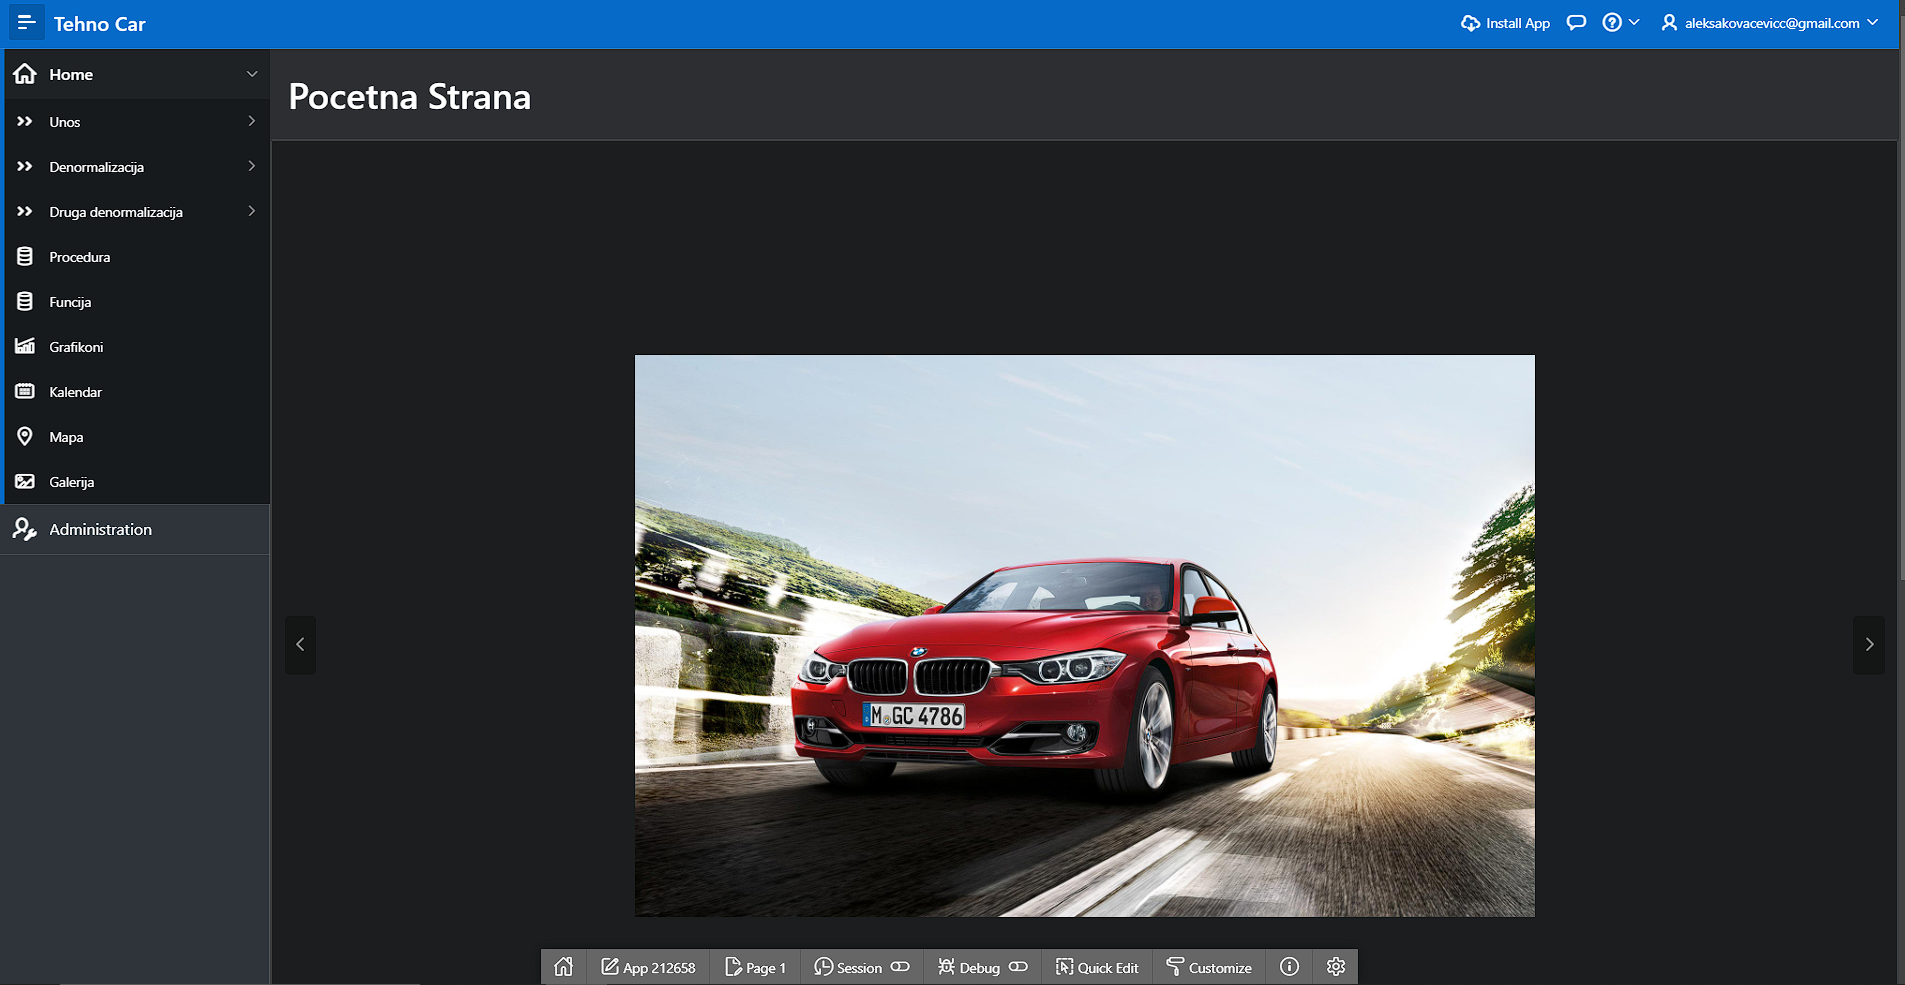 Tehno Car
Install App
aleksakovacevicc@gmail.com
Home
Pocetna Strana
Unos
Denormalizacija
Druga denormalizacija
Procedura
Funcija
Grafikoni
Kalendar
Mapa
Galerija
Administration
M GC 4786
App 212658
Page 1
Session
Debug
Quick Edit
Customize